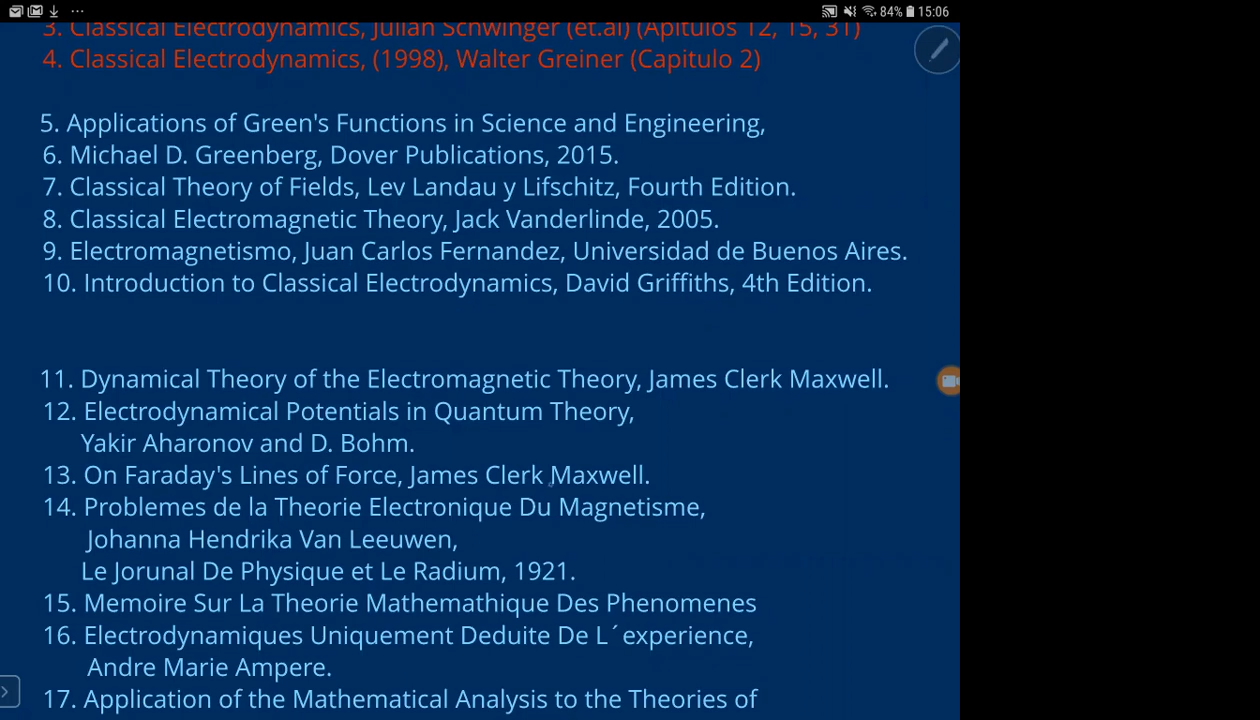 84% 15:06
3. Classical Electrodynamics, Julian Schwinger (et.al) (Apitulos 12, 15, 31)
4. Classical Electrodynamics, (1998), Walter Greiner (Capitulo 2)
5. Applications of Green's Functions in Science and Engineering,
6. Michael D. Greenberg, Dover Publications, 2015.
7. Classical Theory of Fields, Lev Landau y Lifschitz, Fourth Edition.
8. Classical Electromagnetic Theory, Jack Vanderlinde, 2005.
9. Electromagnetismo, Juan Carlos Fernandez, Universidad de Buenos Aires.
10. Introduction to Classical Electrodynamics, David Griffiths, 4th Edition.
11. Dynamical Theory of the Electromagnetic Theory, James Clerk Maxwell.
12. Electrodynamical Potentials in Quantum Theory,
Yakir Aharonov and D. Bohm.
13. On Faraday's Lines of Force, James Clerk Maxwell.
14. Problemes de la Theorie Electronique Du Magnetisme,
Johanna Hendrika Van Leeuwen,
Le Jorunal De Physique et Le Radium, 1921.
15. Memoire Sur La Theorie Mathemathique Des Phenomenes
16. Electrodynamiques Uniquement Deduite De L´experience,
Andre Marie Ampere.
17. Application of the Mathematical Analysis to the Theories of